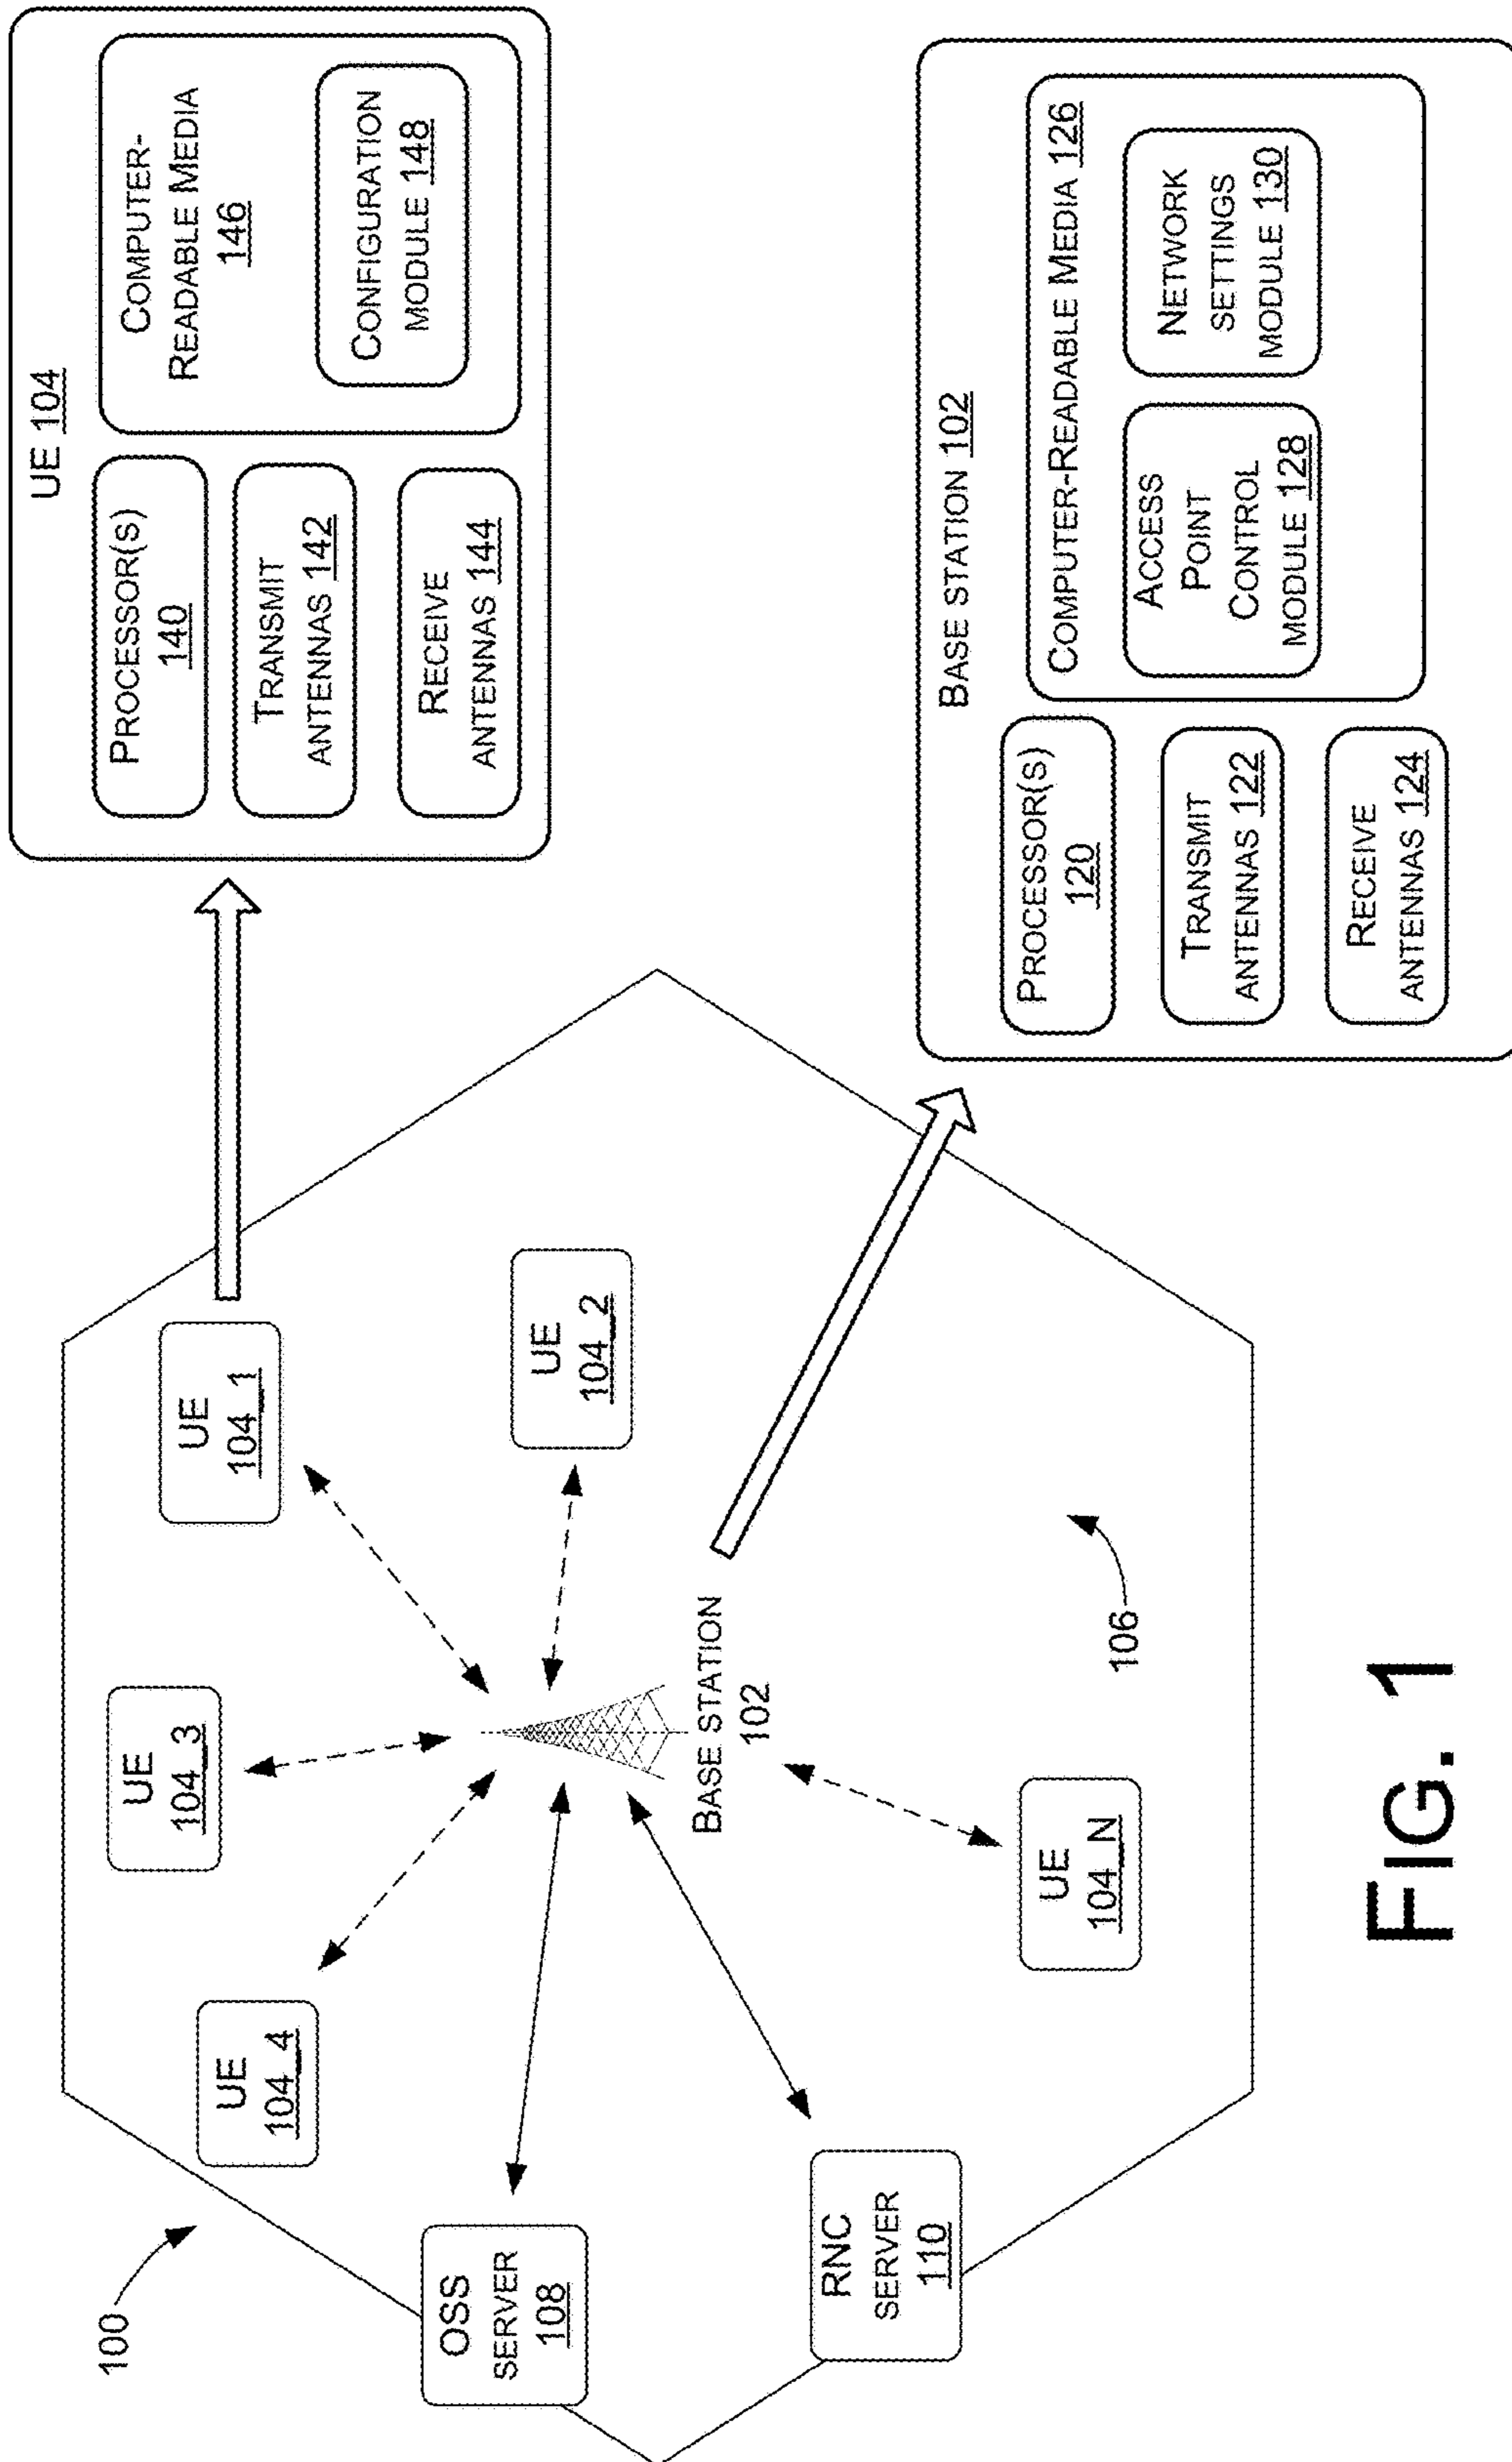 100
OSS
SERVER
108
RNC
SERVER
110
UE
104_4
UE
104_3
UE
104_1
UE
104_2
UE
104_N
BASE STATION
102
106
UE 104
PROCESSOR(S)
140
TRANSMIT
ANTENNAS 142
RECEIVE
ANTENNAS 144
COMPUTER-
READABLE MEDIA
146
CONFIGURATION
MODULE 148
BASE STATION 102
PROCESSOR(S)
120
TRANSMIT
ANTENNAS 122
RECEIVE
ANTENNAS 124
COMPUTER-READABLE MEDIA 126
ACCESS
POINT
CONTROL
MODULE 128
NETWORK
SETTINGS
MODULE 130
FIG. 1